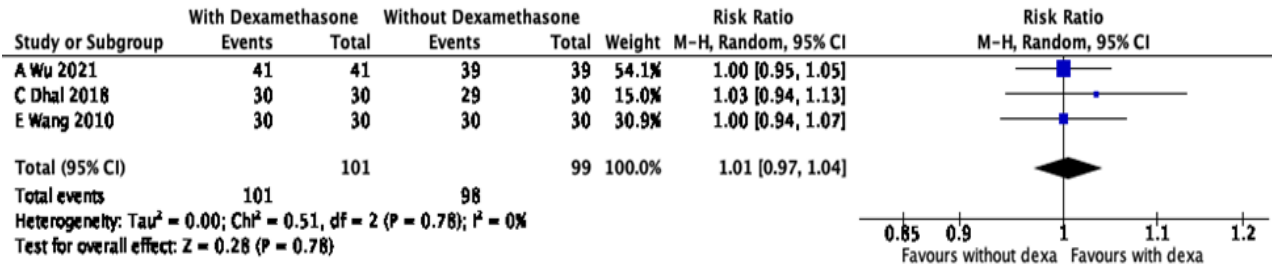 With Dexamethasone Without Dexamethasone Risk Ratio Risk Ratio
Study or Subgroup Events Total Events Total Weight M-H, Random, 95% CI M-H, Random, 95% CI
A Wu 2021 41 41 39 39 54.1% 1.00 [0.95, 1.05]
C Dhal 2018 30 30 29 30 15.0% 1.03 [0.94, 1.13]
E Wang 2010 30 30 30 30 30.9% 1.00 [0.94, 1.07]
Total (95% CI) 101 99 100.0% 1.01 [0.97, 1.04]
Total events 101 98
Heterogeneity: Tau² = 0.00; Chi² = 0.51, df = 2 (P = 0.78); I² = 0%
Test for overall effect: Z = 0.28 (P = 0.78)
0.85 0.9 1 1.1 1.2
Favours without dexa Favours with dexa